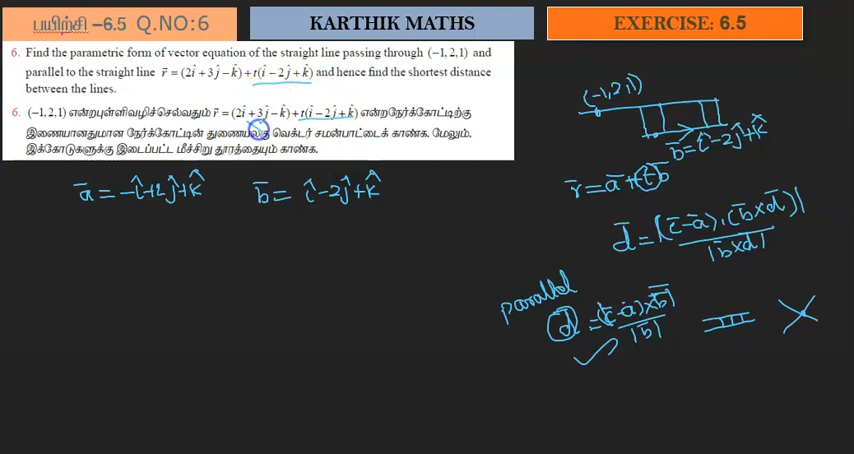 பயிற்சி –6.5 Q.NO:6
KARTHIK MATHS
EXERCISE: 6.5
6. Find the parametric form of vector equation of the straight line passing through (−1,2,1) and
parallel to the straight line r⃗ = (2î + 3ĵ − k̂) + t(î − 2ĵ + k̂) and hence find the shortest distance
between the lines.
6. (−1,2,1) என்ற புள்ளி வழிச்செல்வதும் r⃗ = (2î + 3ĵ − k̂) + t(î − 2ĵ + k̂) என்ற நேர்க்கோட்டிற்கு
இணையானதுமான நேர்க்கோட்டின் துணையலகு வெக்டர் சமன்பாட்டைக் காண்க. மேலும்,
இக்கோடுகளுக்கு இடைப்பட்ட மீச்சிறு தூரத்தையும் காண்க.
(−1,2,1)
b̄ = î−2ĵ+k̂
ā = −î+2ĵ+k̂ b̄ = î−2ĵ+k̂
r̄ = ā + t b̄
d̄ = |(c̄−ā).(b̄×d̄)|
|b̄×d̄|
parallel
d̄ = |(c̄−ā)×b̄|
|b̄|